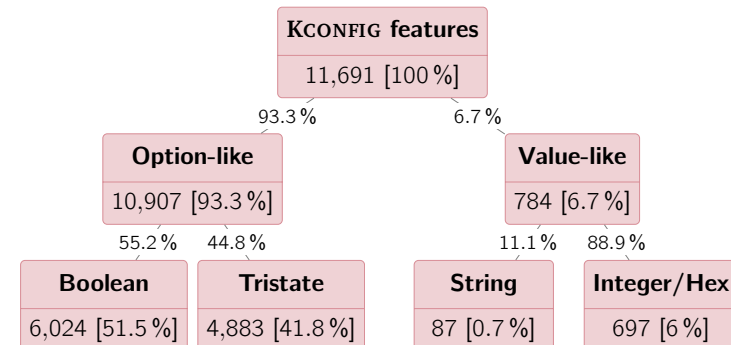 KCONFIG features
11,691 [100 %]
93.3 % 6.7 %
Option-like Value-like
10,907 [93.3 %] 784 [6.7 %]
55.2 % 44.8 % 11.1 % 88.9 %
Boolean Tristate String Integer/Hex
6,024 [51.5 %] 4,883 [41.8 %] 87 [0.7 %] 697 [6 %]